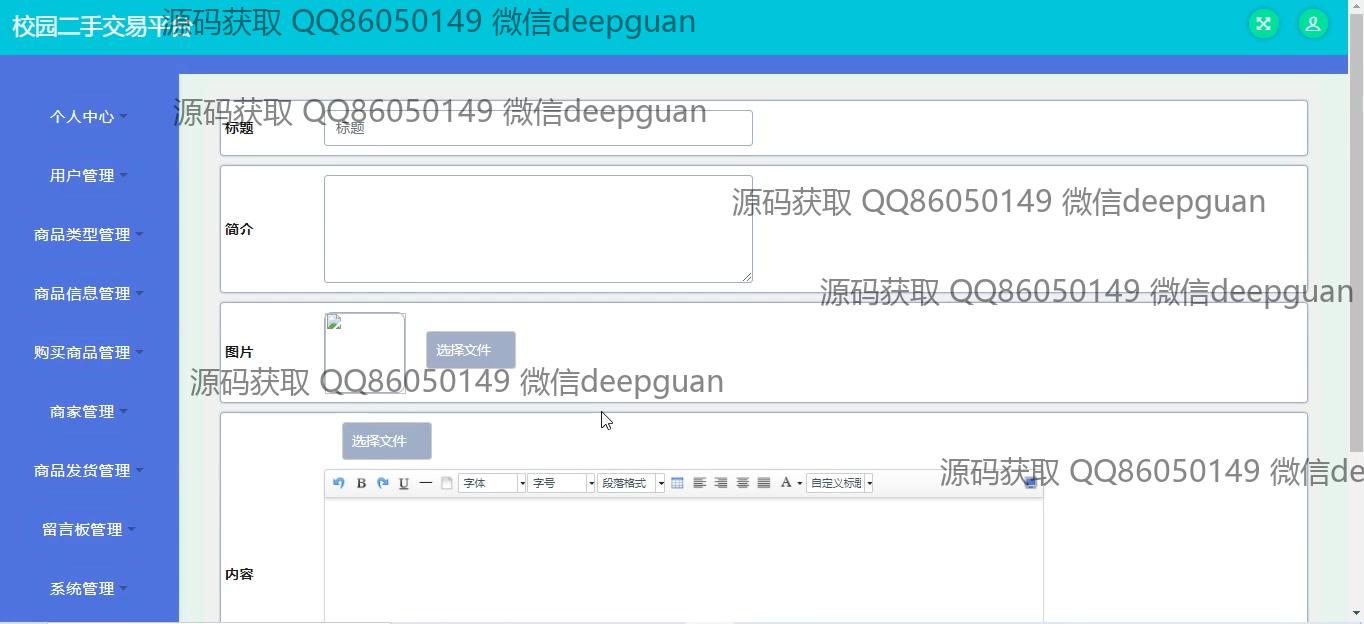 校园二手交易平台
源码获取 QQ86050149 微信deepguan
个人中心
用户管理
商品类型管理
商品信息管理
购买商品管理
商家管理
商品发货管理
留言板管理
系统管理
源码获取 QQ86050149 微信deepguan
标题
标题
源码获取 QQ86050149 微信deepguan
简介
源码获取 QQ86050149 微信deepguan
图片
选择文件
源码获取 QQ86050149 微信deepguan
选择文件
源码获取 QQ86050149 微信dee
B U 字体 字号 段落格式 A 自定义标题
内容